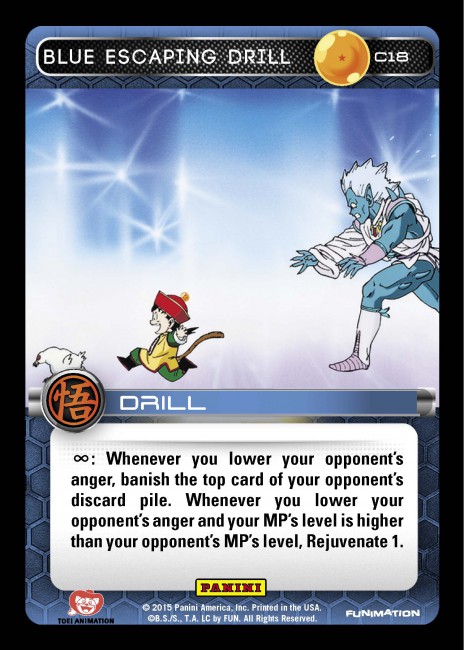 BLUE ESCAPING DRILL C18
悟 DRILL
∞: Whenever you lower your opponent's
anger, banish the top card of your opponent's
discard pile. Whenever you lower your
opponent's anger and your MP's level is higher
than your opponent's MP's level, Rejuvenate 1.
PANINI
TOEI ANIMATION
© 2015 Panini America, Inc. Printed in the USA.
©B.S./S., T.A. LC by FUN. All Rights Reserved.
FUNIMATION